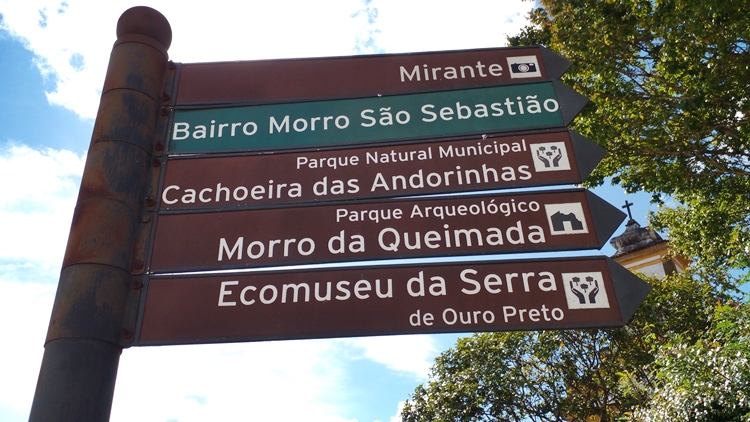 Mirante
Bairro Morro São Sebastião
Parque Natural Municipal
Cachoeira das Andorinhas
Parque Arqueológico
Morro da Queimada
Ecomuseu da Serra
de Ouro Preto